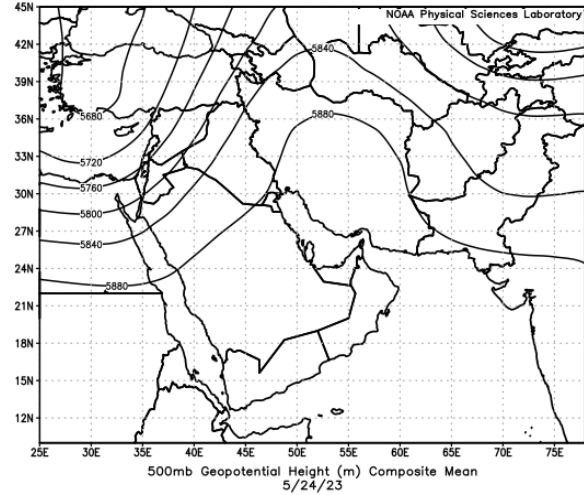 NOAA Physical Sciences Laboratory
45N
42N
39N
36N
33N
30N
27N
24N
21N
18N
15N
12N
5840
5880
5680
5720
5760
5800
5840
5880
25E 30E 35E 40E 45E 50E 55E 60E 65E 70E 75E
500mb Geopotential Height (m) Composite Mean
5/24/23